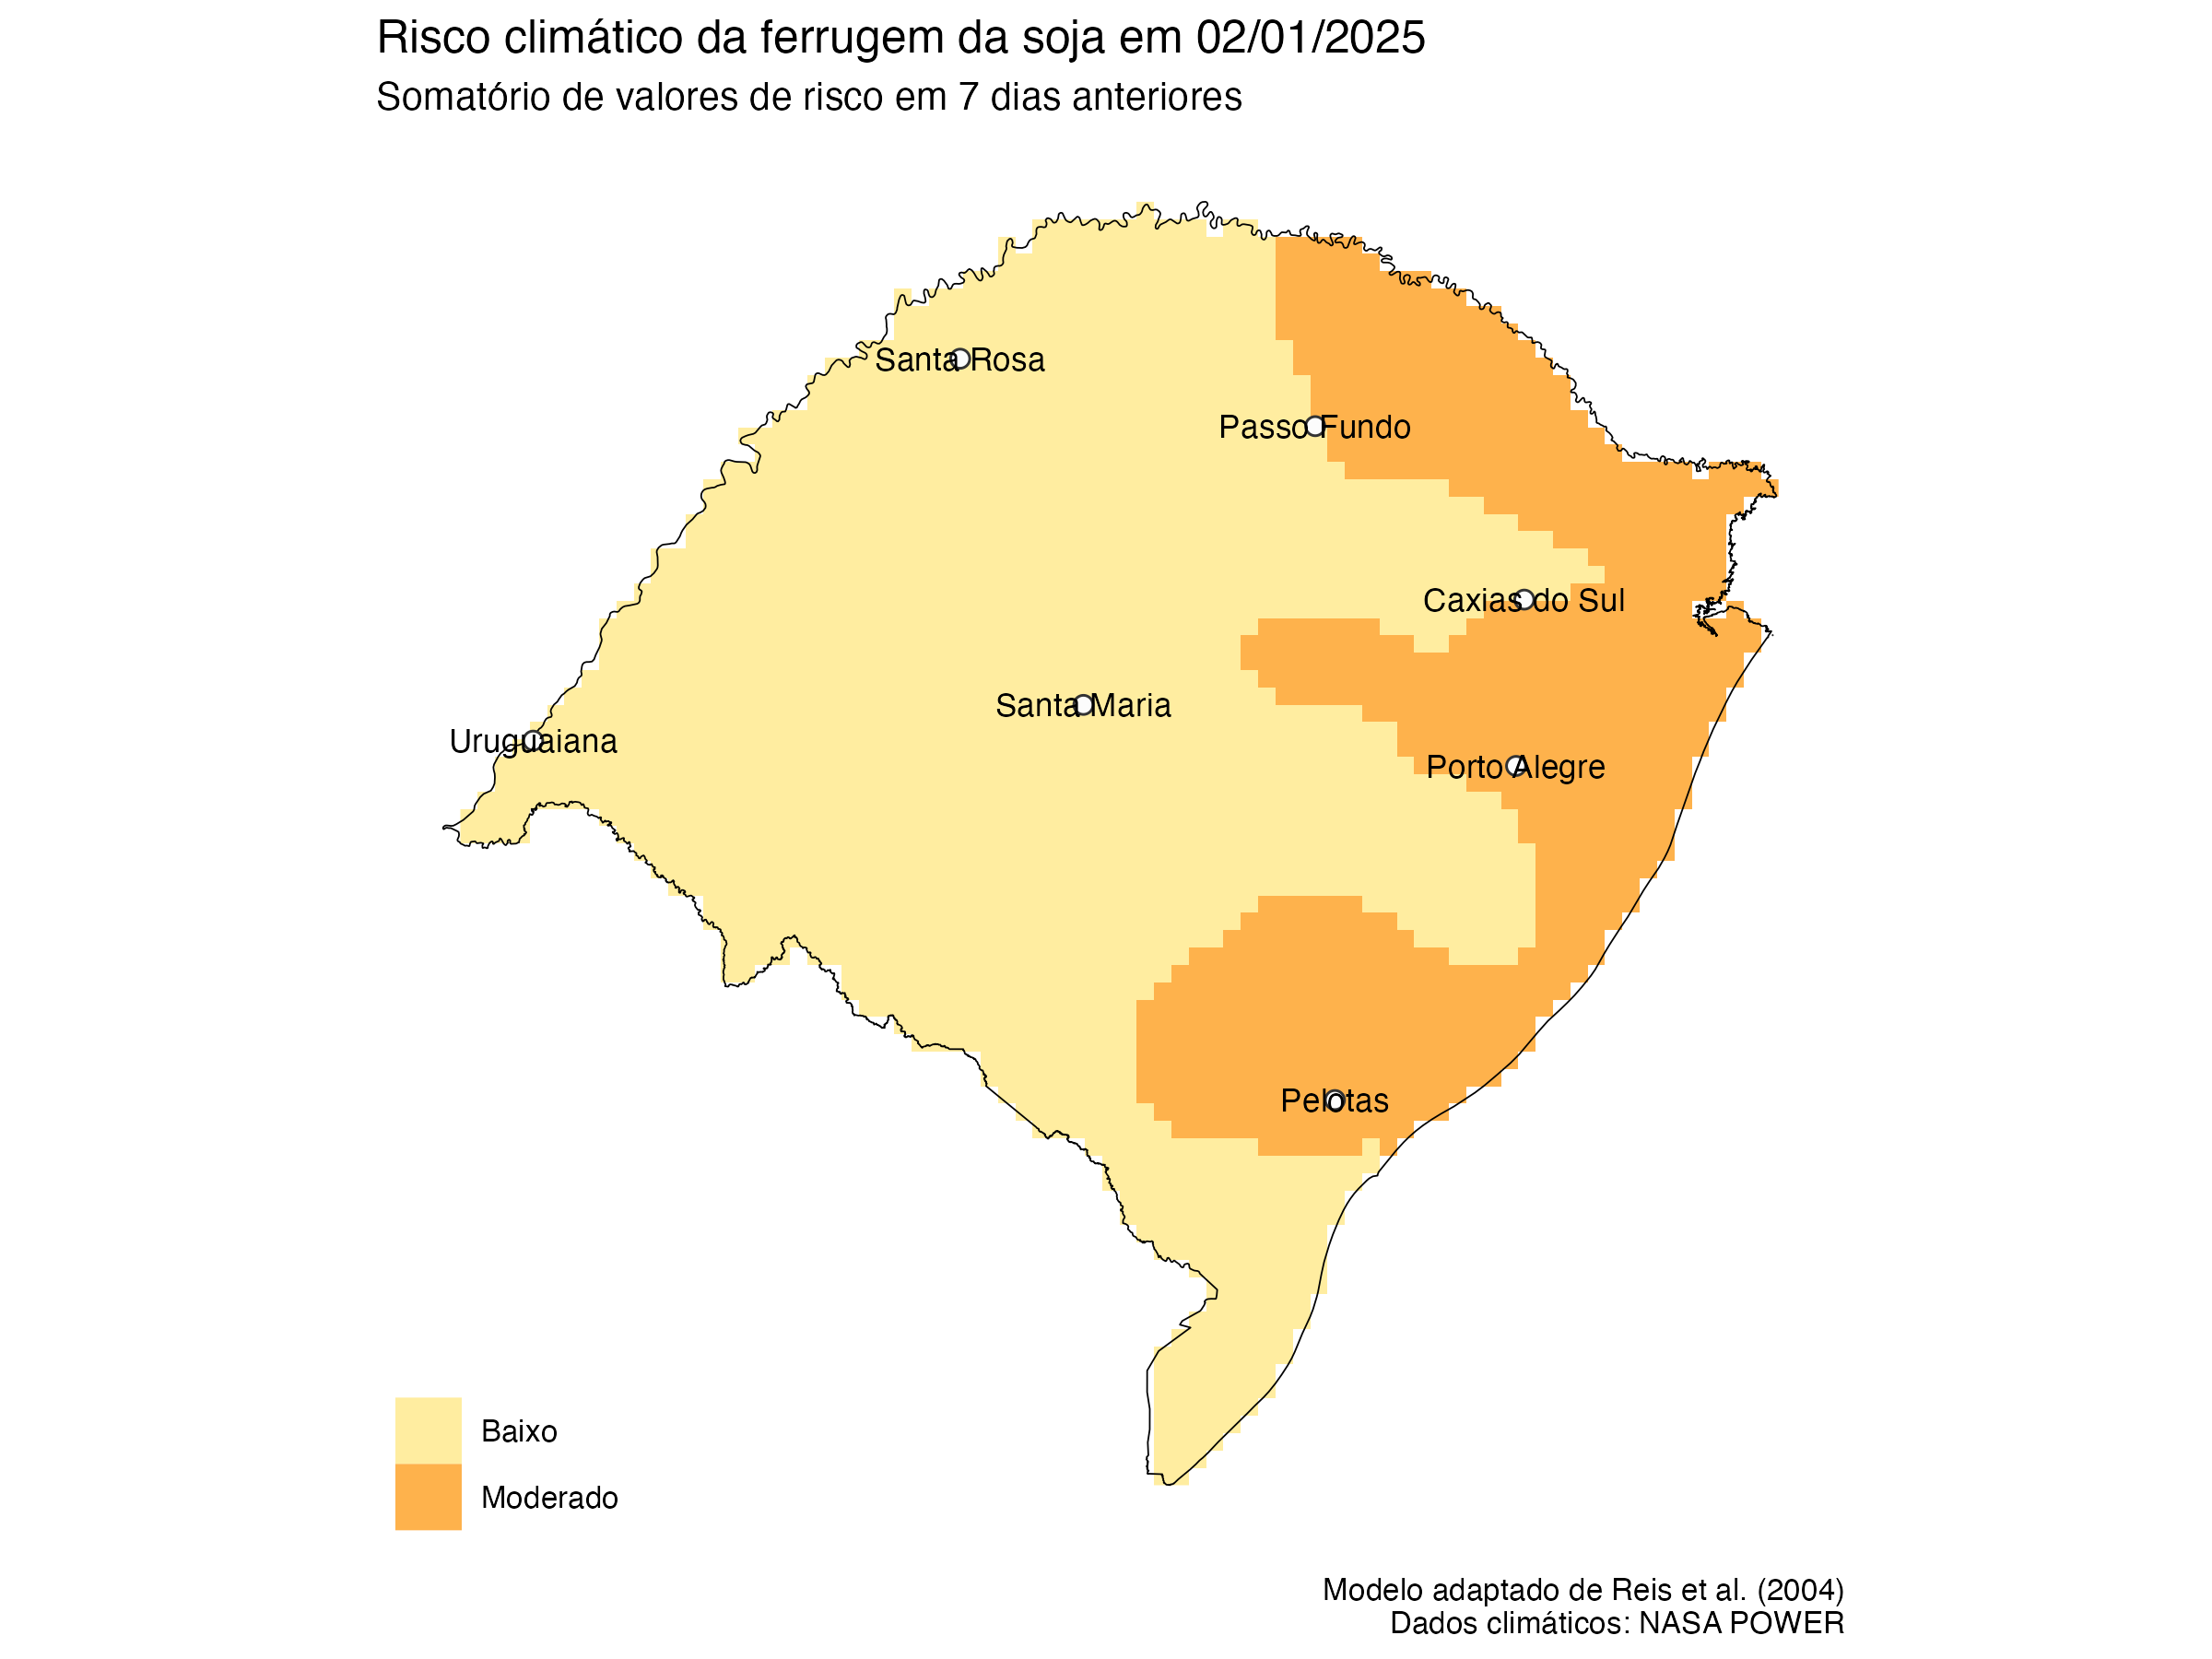 Risco climático da ferrugem da soja em 02/01/2025
Somatório de valores de risco em 7 dias anteriores
Santa Rosa
Passo Fundo
Caxias do Sul
Santa Maria
Uruguaiana
Porto Alegre
Pelotas
Baixo
Moderado
Modelo adaptado de Reis et al. (2004)
Dados climáticos: NASA POWER